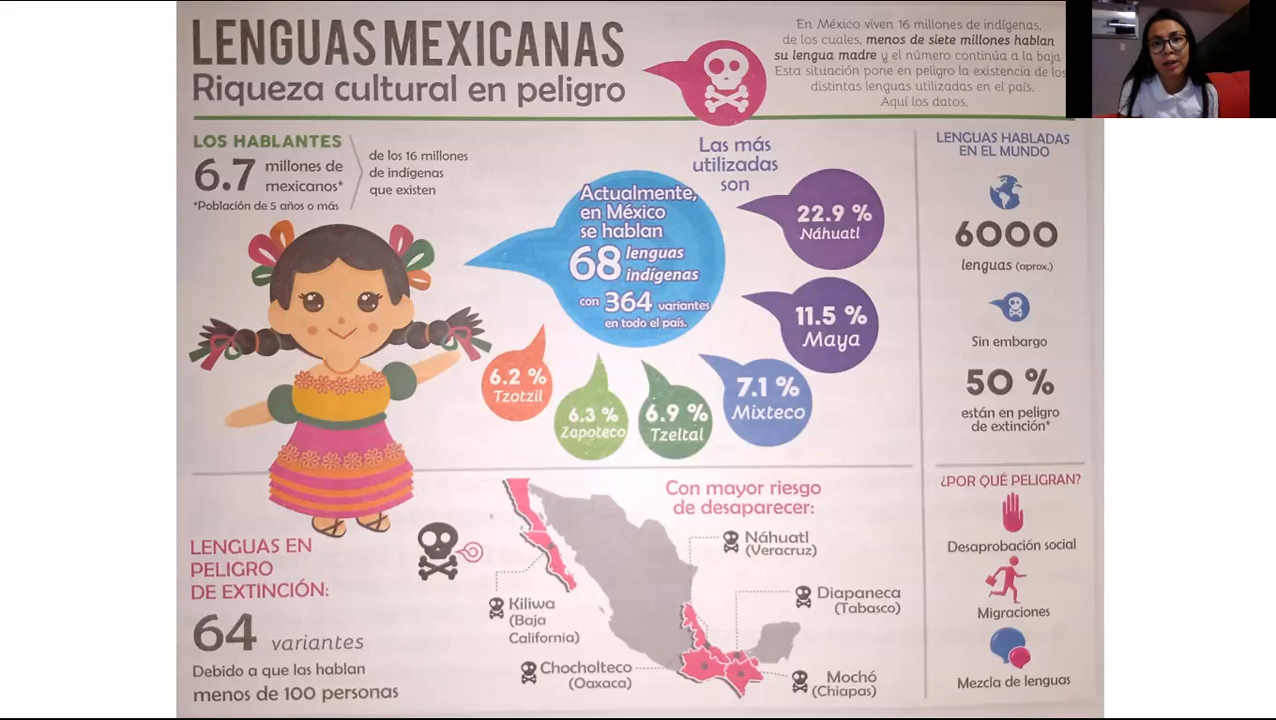 LENGUAS MEXICANAS
Riqueza cultural en peligro
En México viven 16 millones de indígenas,
de los cuales, menos de siete millones hablan
su lengua madre y el número continúa a la baja.
Esta situación pone en peligro la existencia de los
distintas lenguas utilizadas en el país.
Aquí los datos.
LOS HABLANTES
6.7 millones de
mexicanos*
*Población de 5 años o más
de los 16 millones
de indígenas
que existen
Actualmente,
en México
se hablan
68 lenguas
indígenas
con 364 variantes
en todo el país.
Las más
utilizadas
son
22.9 %
Náhuatl
11.5 %
Maya
7.1 %
Mixteco
6.9 %
Tzeltal
6.3 %
Zapoteco
6.2 %
Tzotzil
LENGUAS HABLADAS
EN EL MUNDO
6000
lenguas (aprox.)
Sin embargo
50 %
están en peligro
de extinción*
LENGUAS EN
PELIGRO
DE EXTINCIÓN:
64 variantes
Debido a que las hablan
menos de 100 personas
Con mayor riesgo
de desaparecer:
Náhuatl
(Veracruz)
Diapaneca
(Tabasco)
Kiliwa
(Baja
California)
Chocholteco
(Oaxaca)
Mochó
(Chiapas)
¿POR QUÉ PELIGRAN?
Desaprobación social
Migraciones
Mezcla de lenguas